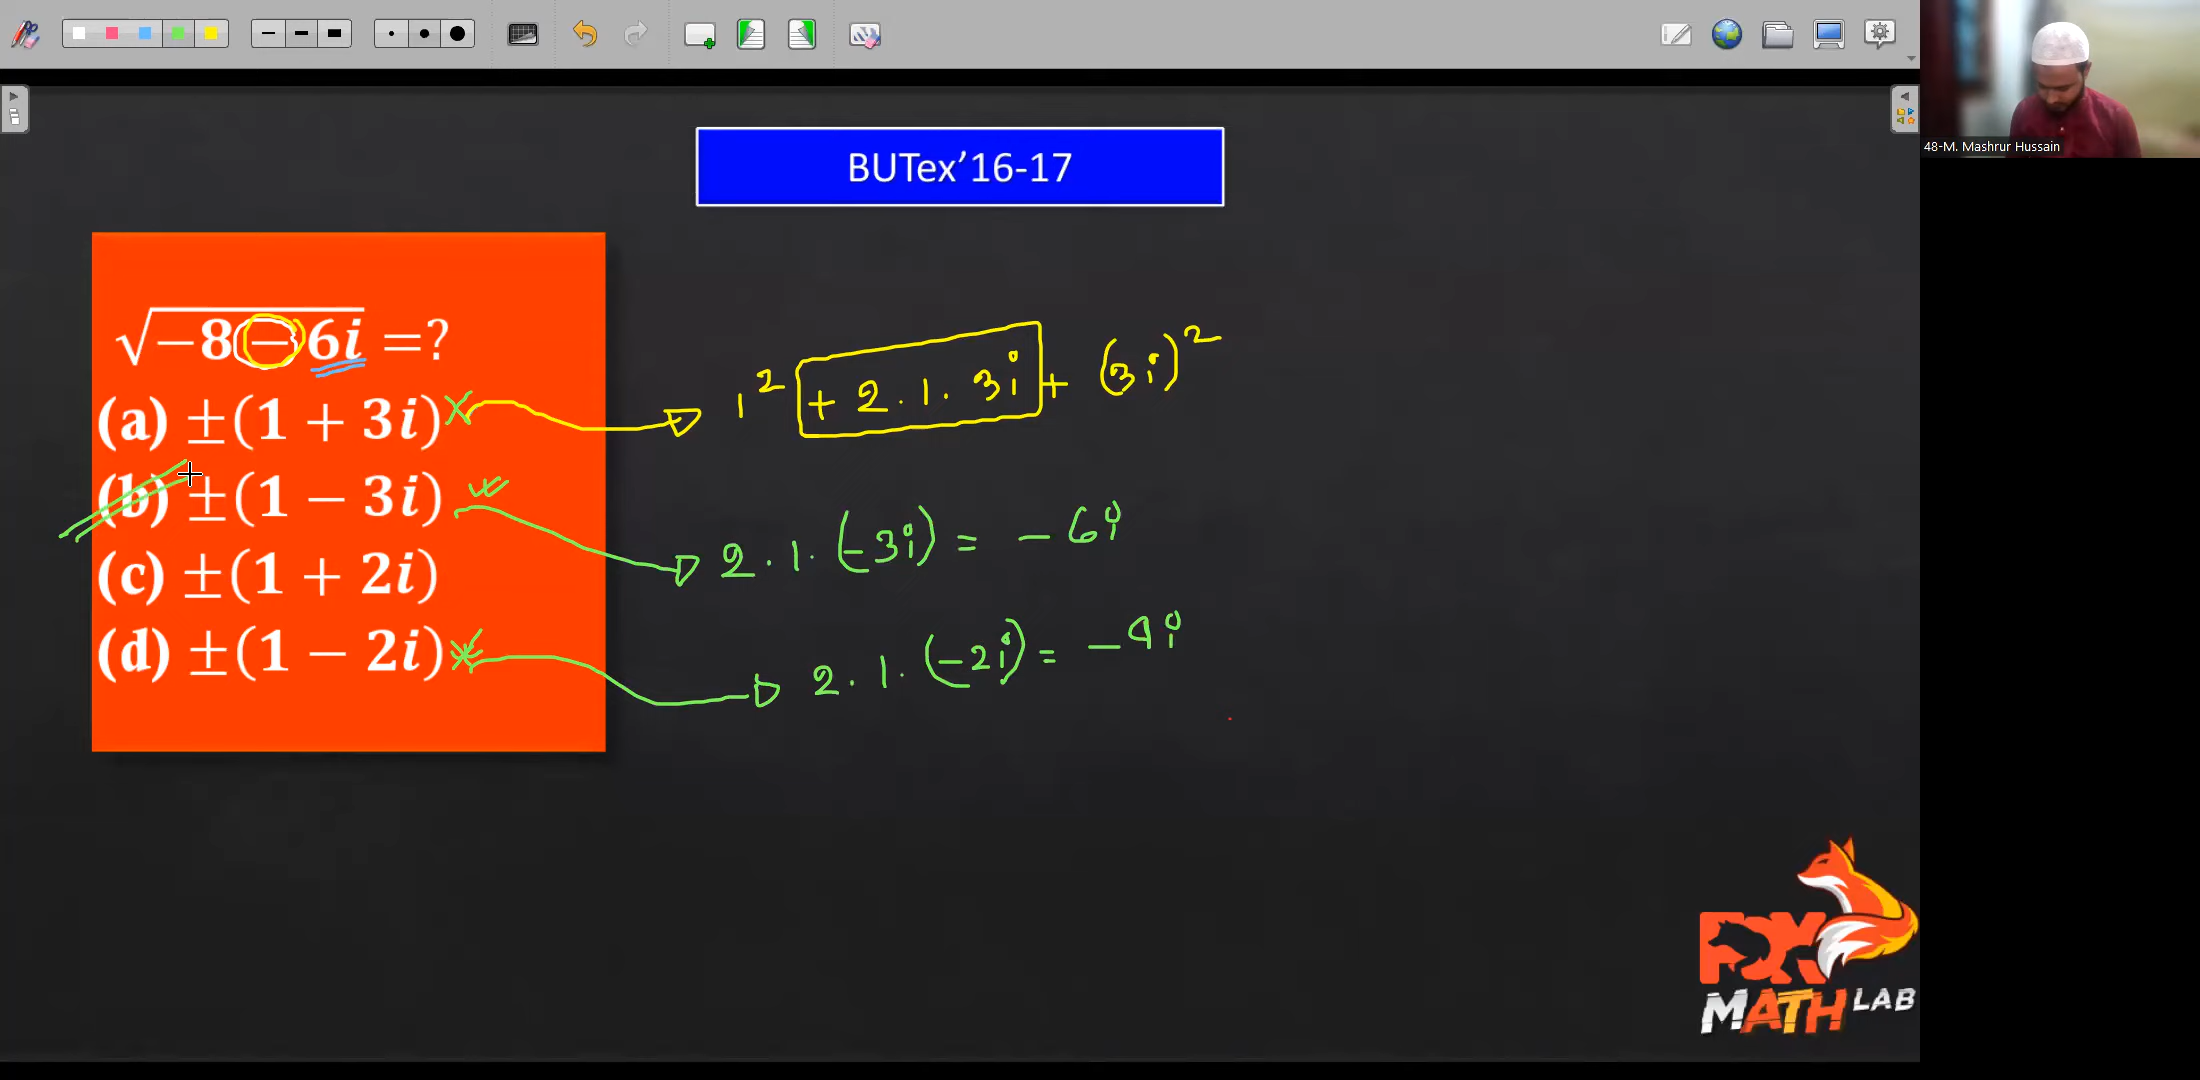 48-M. Mashrur Hussain
BUTex’16-17
√−8 − 6i =?
(a) ±(1 + 3i)
(b) ±(1 − 3i)
(c) ±(1 + 2i)
(d) ±(1 − 2i)
1² + 2 . 1 . 3i + (3i)²
2 . 1 . (−3i) = − 6i
2 . 1 . (−2i) = − 4i
FOX
MATH LAB